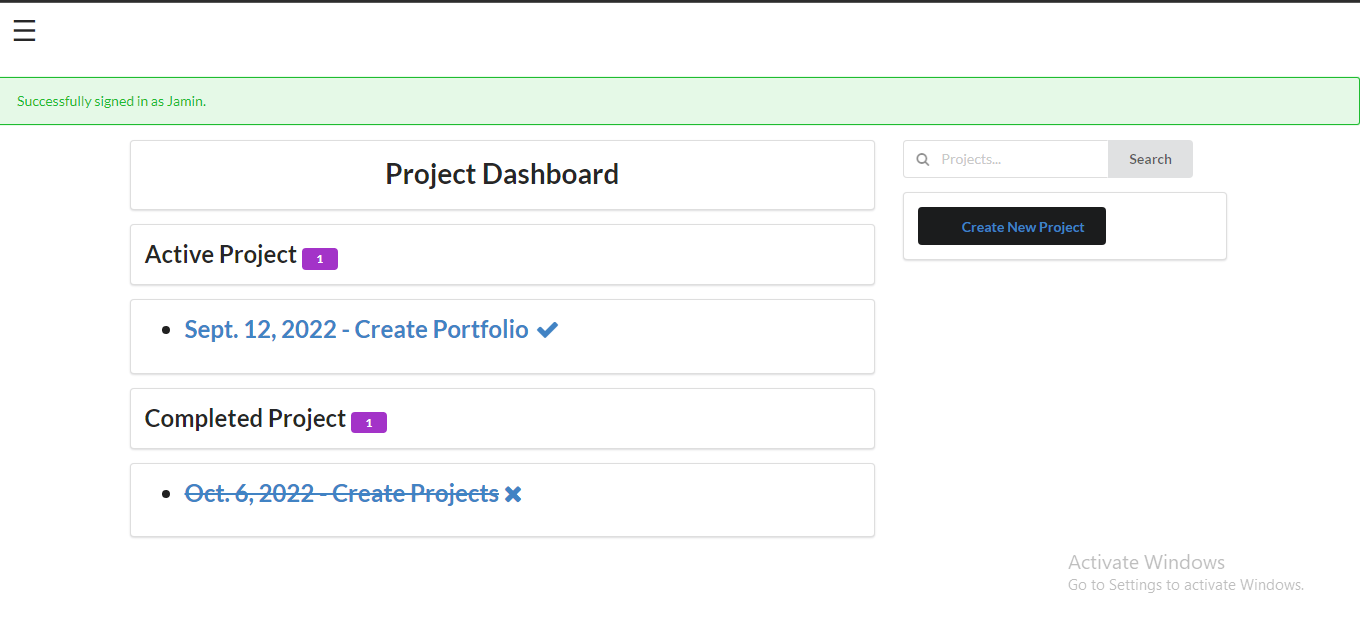 Successfully signed in as Jamin.
Project Dashboard
Projects...
Search
Create New Project
Active Project 1
Sept. 12, 2022 - Create Portfolio
Completed Project 1
Oct. 6, 2022 - Create Projects
Activate Windows
Go to Settings to activate Windows.